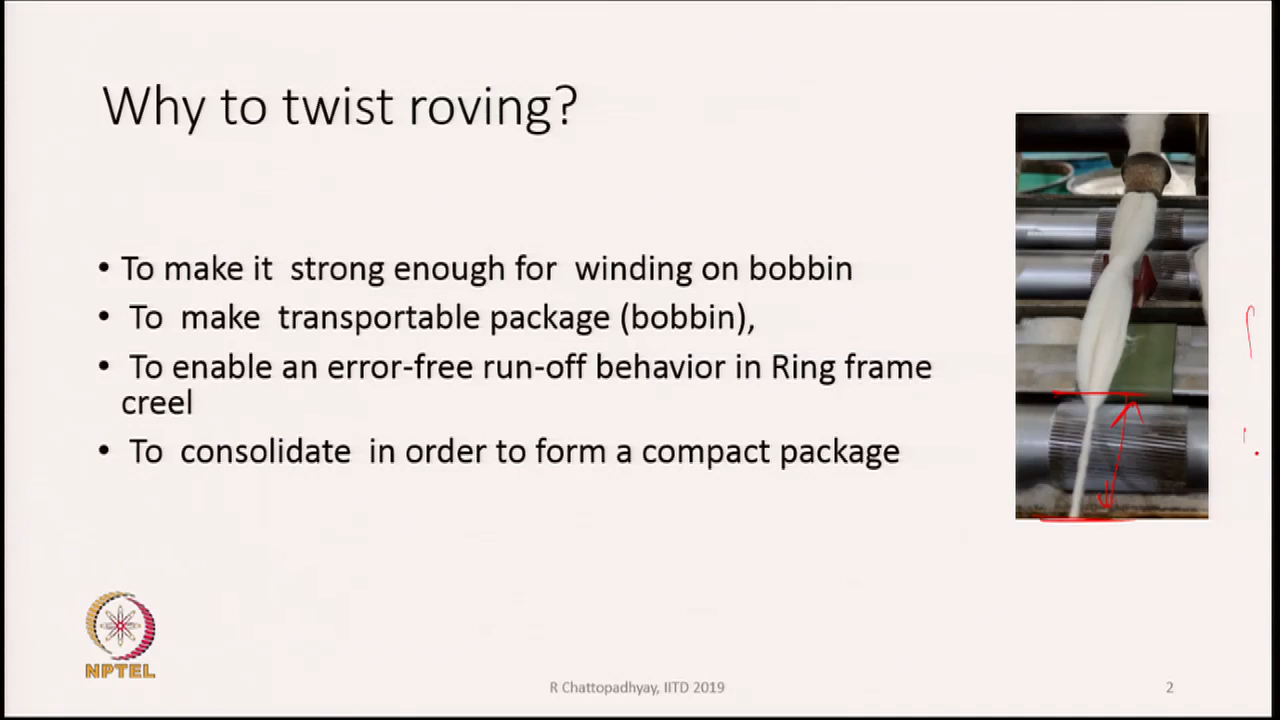 Why to twist roving?
• To make it strong enough for winding on bobbin
• To make transportable package (bobbin),
• To enable an error-free run-off behavior in Ring frame
creel
• To consolidate in order to form a compact package
NPTEL
R Chattopadhyay, IITD 2019
2